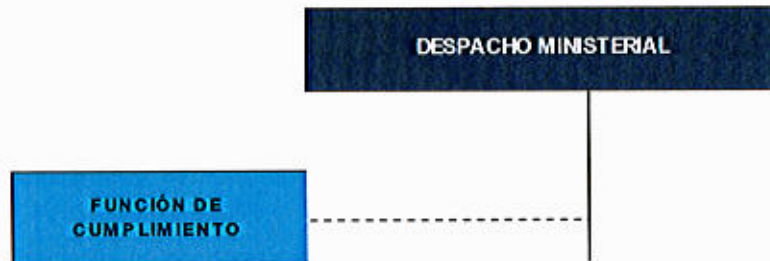 DESPACHO MINISTERIAL
FUNCIÓN DE
CUMPLIMIENTO